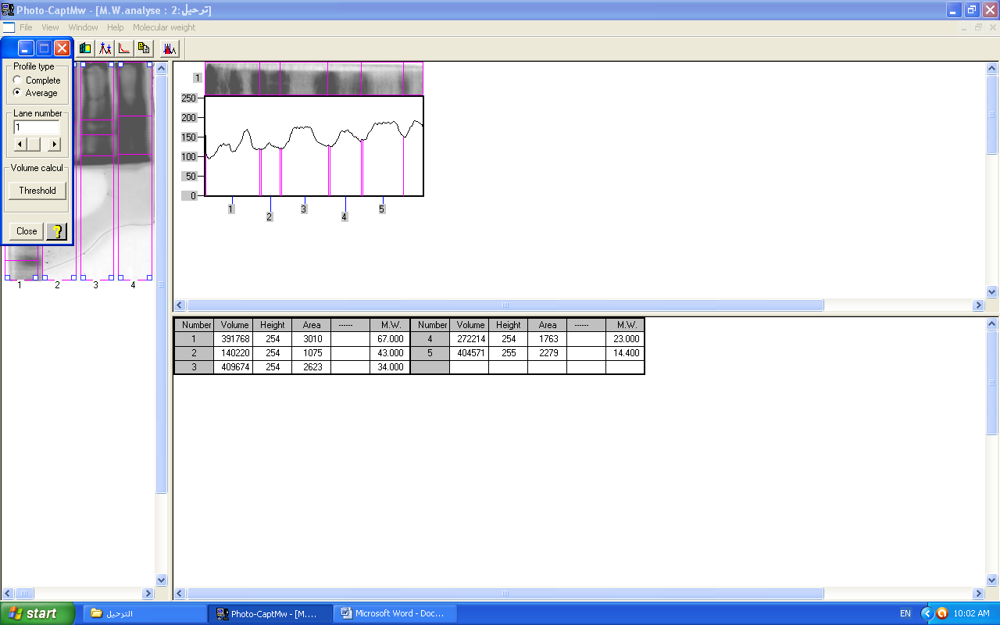 Photo-CaptMw - [M.W.analyse : 2:ترحيل]
File View Window Help Molecular weight
Profile type
Complete
Average
Lane number
1
Volume calcul
Threshold
Close ?
1 2 3 4
1
250
200
150
100
50
0
1 2 3 4 5
Number Volume Height Area ------ M.W. Number Volume Height Area ------ M.W.
1 391768 254 3010 67.000 4 272214 254 1763 23.000
2 140220 254 1075 43.000 5 404571 255 2279 14.400
3 409674 254 2623 34.000
start الترحيل Photo-CaptMw - [M.... Microsoft Word - Doc... EN 10:02 AM